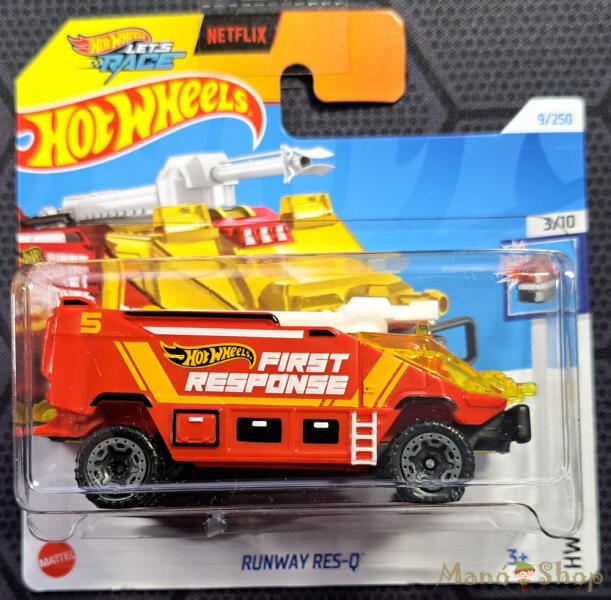 HOT WHEELS
LET'S
RACE
NETFLIX
HOT WHEELS
9/250
3/10
5
HOT WHEELS
FIRST
RESPONSE
MATTEL
RUNWAY RES-Q™
3+
HW
Manó Shop